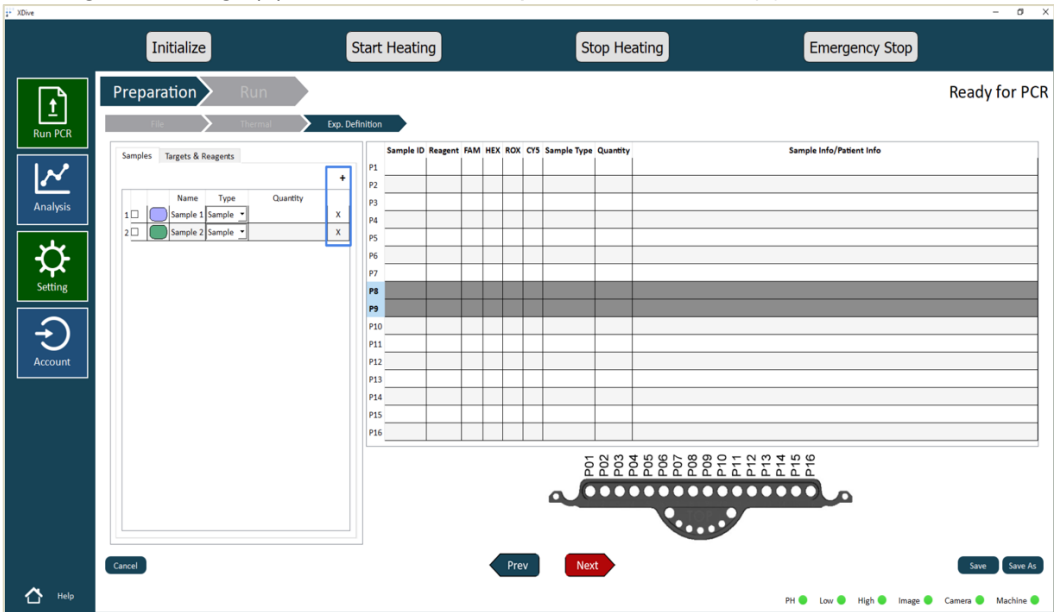 XDive
Initialize Start Heating Stop Heating Emergency Stop
Run PCR
Analysis
Setting
Account
Help
Preparation Run Ready for PCR
File Thermal Exp. Definition
Samples Targets & Reagents
+
Name Type Quantity
1 Sample 1 Sample X
2 Sample 2 Sample X
Sample ID Reagent FAM HEX ROX CY5 Sample Type Quantity Sample Info/Patient Info
P1
P2
P3
P4
P5
P6
P7
P8
P9
P10
P11
P12
P13
P14
P15
P16
P01 P02 P03 P04 P05 P06 P07 P08 P09 P10 P11 P12 P13 P14 P15 P16
Cancel Prev Next Save Save As
PH Low High Image Camera Machine